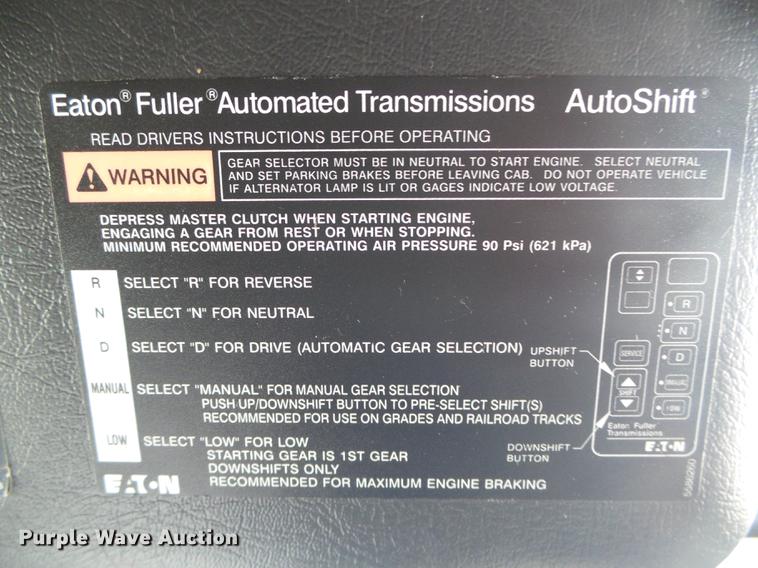 Eaton® Fuller® Automated Transmissions AutoShift®
READ DRIVERS INSTRUCTIONS BEFORE OPERATING
WARNING
GEAR SELECTOR MUST BE IN NEUTRAL TO START ENGINE. SELECT NEUTRAL
AND SET PARKING BRAKES BEFORE LEAVING CAB. DO NOT OPERATE VEHICLE
IF ALTERNATOR LAMP IS LIT OR GAGES INDICATE LOW VOLTAGE.
DEPRESS MASTER CLUTCH WHEN STARTING ENGINE,
ENGAGING A GEAR FROM REST OR WHEN STOPPING.
MINIMUM RECOMMENDED OPERATING AIR PRESSURE 90 Psi (621 kPa)
R SELECT "R" FOR REVERSE
N SELECT "N" FOR NEUTRAL
D SELECT "D" FOR DRIVE (AUTOMATIC GEAR SELECTION)
MANUAL SELECT "MANUAL" FOR MANUAL GEAR SELECTION
PUSH UP/DOWNSHIFT BUTTON TO PRE-SELECT SHIFT(S)
RECOMMENDED FOR USE ON GRADES AND RAILROAD TRACKS
LOW SELECT "LOW" FOR LOW
STARTING GEAR IS 1ST GEAR
DOWNSHIFTS ONLY
RECOMMENDED FOR MAXIMUM ENGINE BRAKING
EATON
UPSHIFT
BUTTON
DOWNSHIFT
BUTTON
R
N
SERVICE
D
MANUAL
SHIFT
LOW
Eaton Fuller
Transmissions
EATON
5586260
Purple Wave Auction